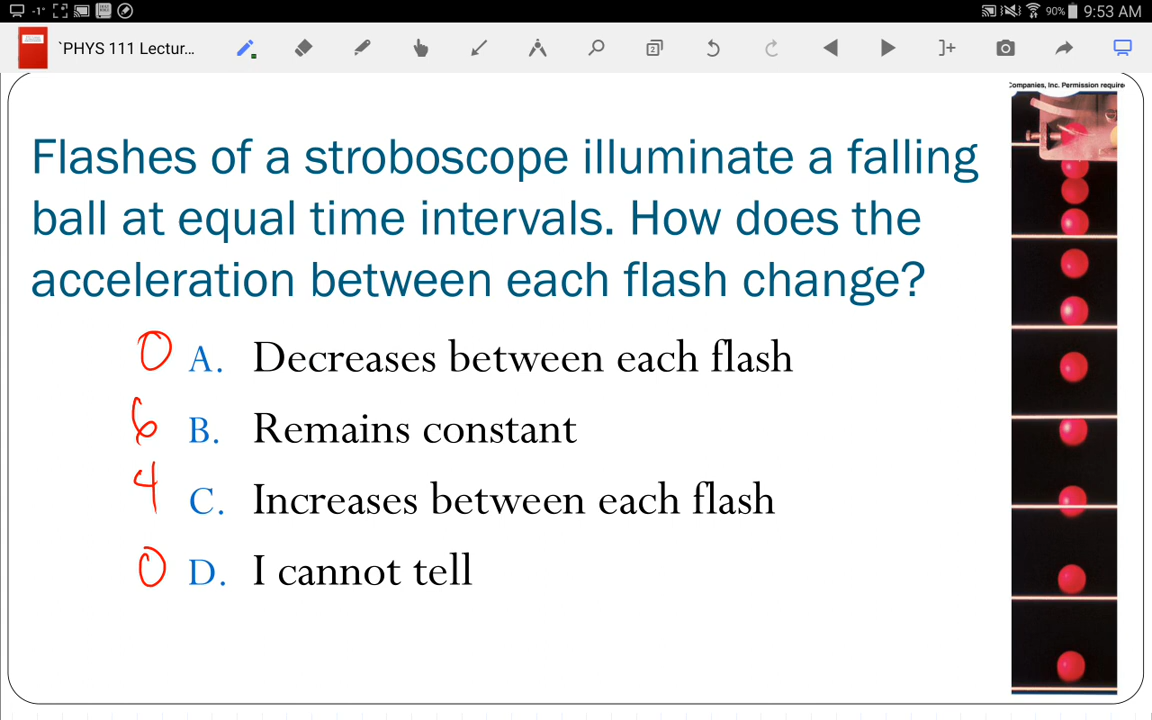 -1°
90% 9:53 AM
`PHYS 111 Lectur...
2
Companies, Inc. Permission require
Flashes of a stroboscope illuminate a falling
ball at equal time intervals. How does the
acceleration between each flash change?
0 A. Decreases between each flash
6 B. Remains constant
4 C. Increases between each flash
0 D. I cannot tell